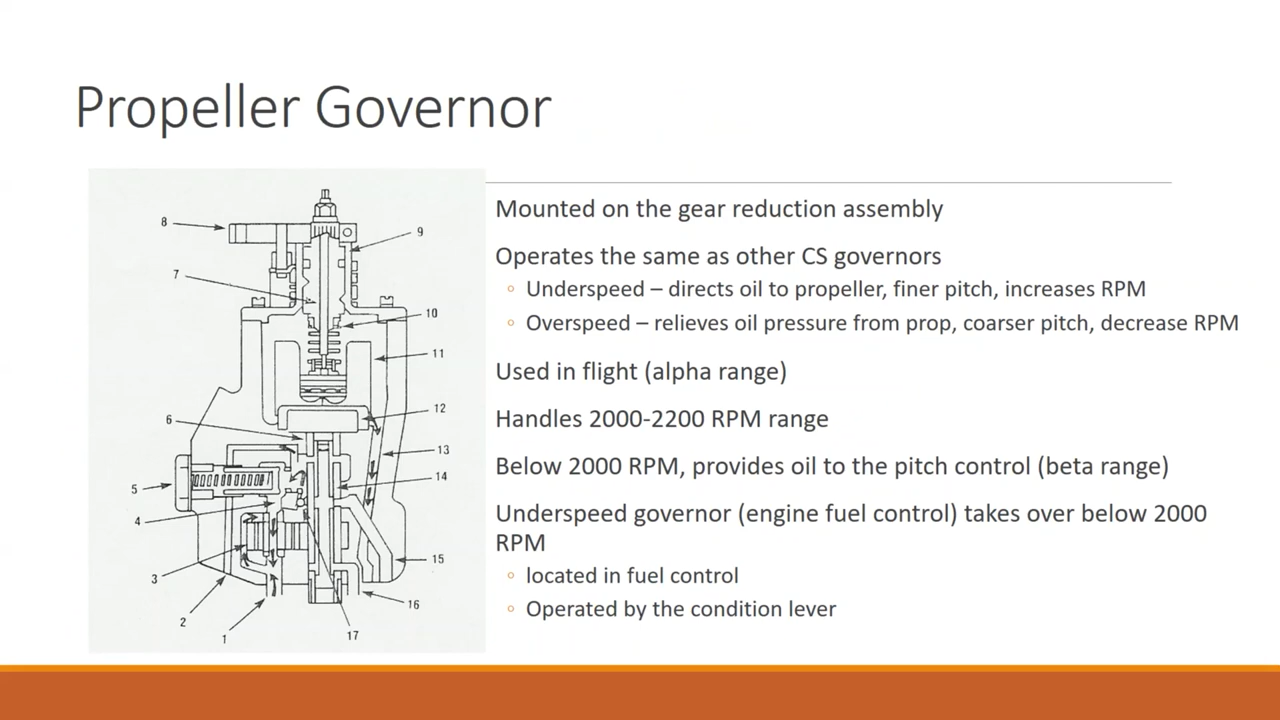 Propeller Governor
8
9
7
10
11
12
6
13
14
5
4
3
15
2
16
1
17
Mounted on the gear reduction assembly
Operates the same as other CS governors
◦ Underspeed – directs oil to propeller, finer pitch, increases RPM
◦ Overspeed – relieves oil pressure from prop, coarser pitch, decrease RPM
Used in flight (alpha range)
Handles 2000-2200 RPM range
Below 2000 RPM, provides oil to the pitch control (beta range)
Underspeed governor (engine fuel control) takes over below 2000
RPM
◦ located in fuel control
◦ Operated by the condition lever